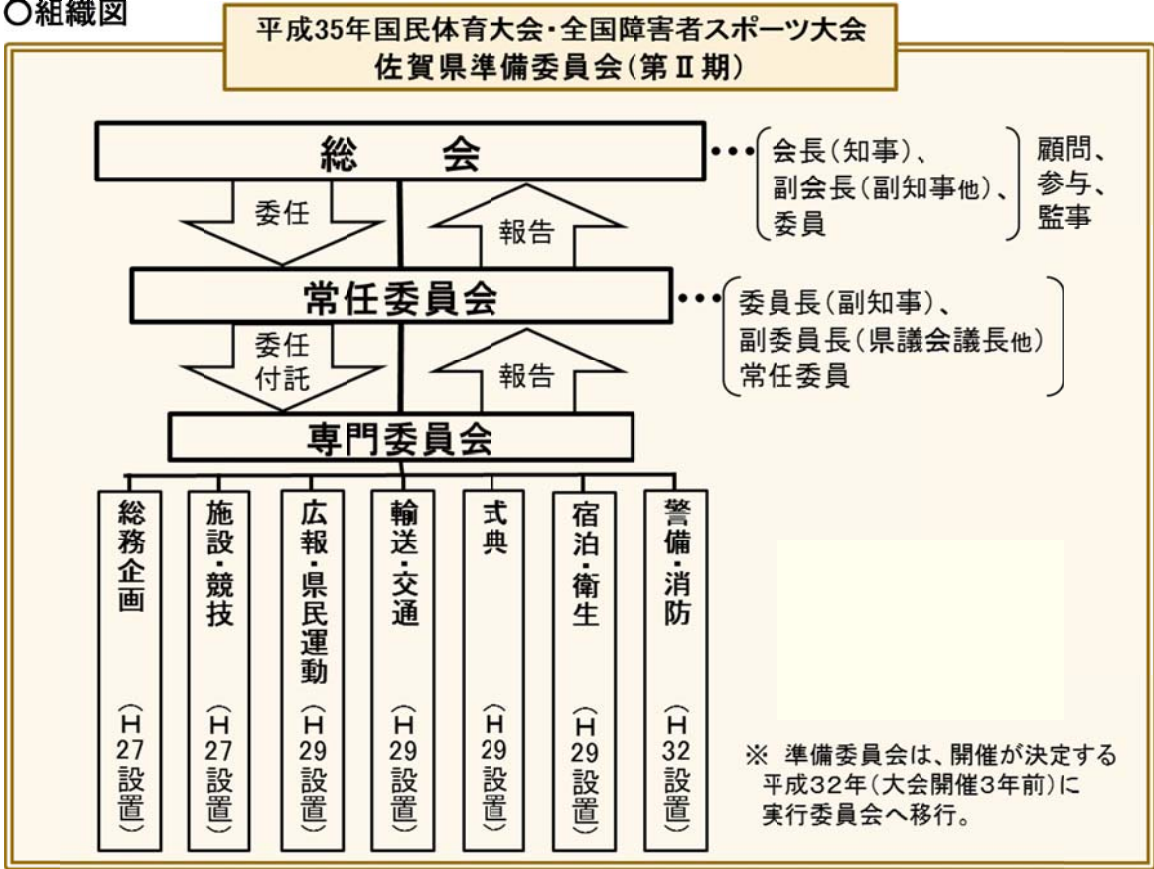 〇組織図
平成35年国民体育大会・全国障害者スポーツ大会
佐賀県準備委員会(第Ⅱ期)
総　会
・・・
会長(知事)、
副会長(副知事他)、
委員
顧問、
参与、
監事
委任
報告
常任委員会
・・・
委員長(副知事)、
副委員長(県議会議長他)
常任委員
委任
付託
報告
専門委員会
総務企画（H27設置）
施設・競技（H27設置）
広報・県民運動（H29設置）
輸送・交通（H29設置）
式典（H29設置）
宿泊・衛生（H29設置）
警備・消防（H32設置）
※ 準備委員会は、開催が決定する
平成32年(大会開催3年前)に
実行委員会へ移行。